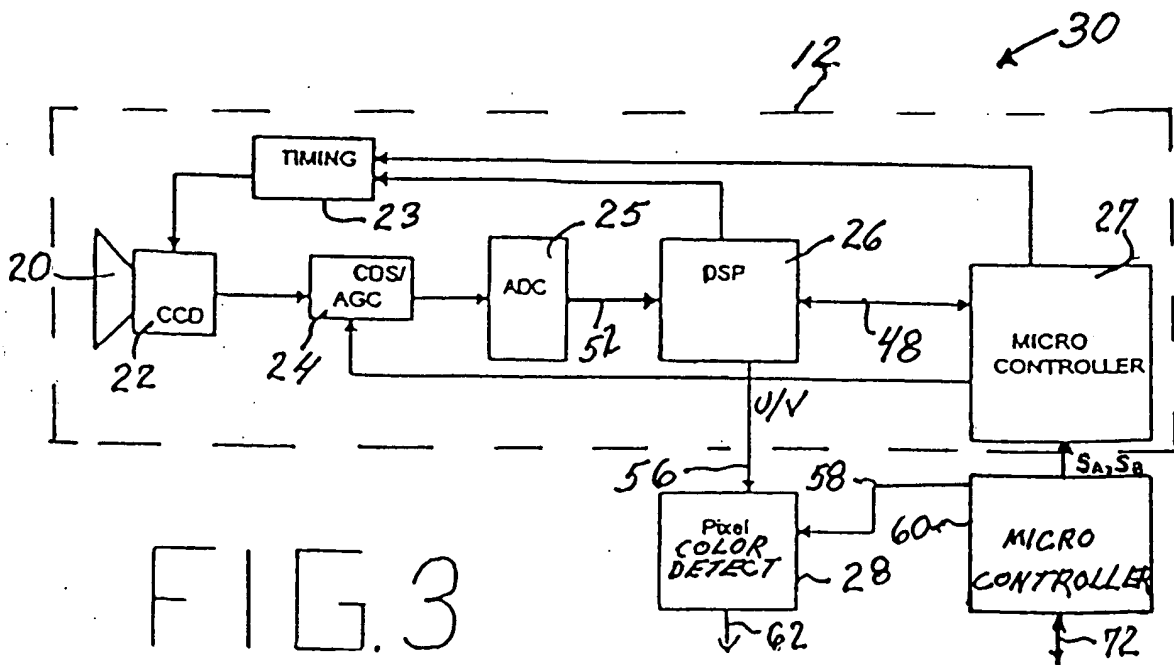 30
12
TIMING
23
20
CCD
22
CDS/
AGC
24
25
ADC
52
26
DSP
48
27
MICRO
CONTROLLER
U/V
56
58
SA, SB
Pixel
COLOR
DETECT
28
62
60
MICRO
CONTROLLER
72
FIG. 3